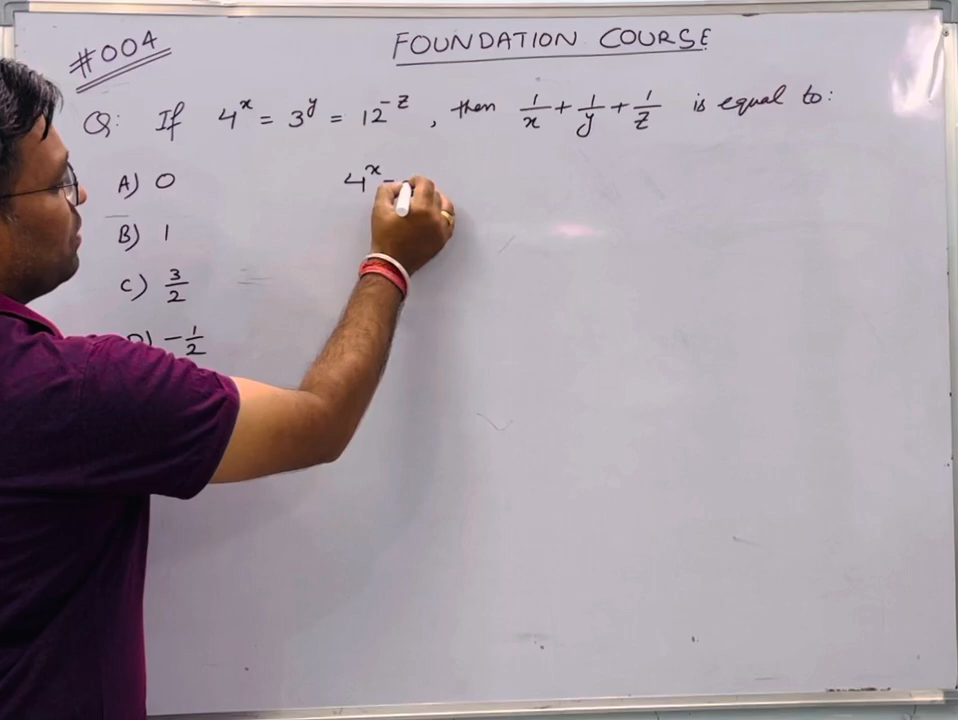 #004
FOUNDATION COURSE
Q: If 4^x = 3^y = 12^-z, then 1/x + 1/y + 1/z is equal to:
A) 0
4^x =
B) 1
C) 3/2
D) -1/2